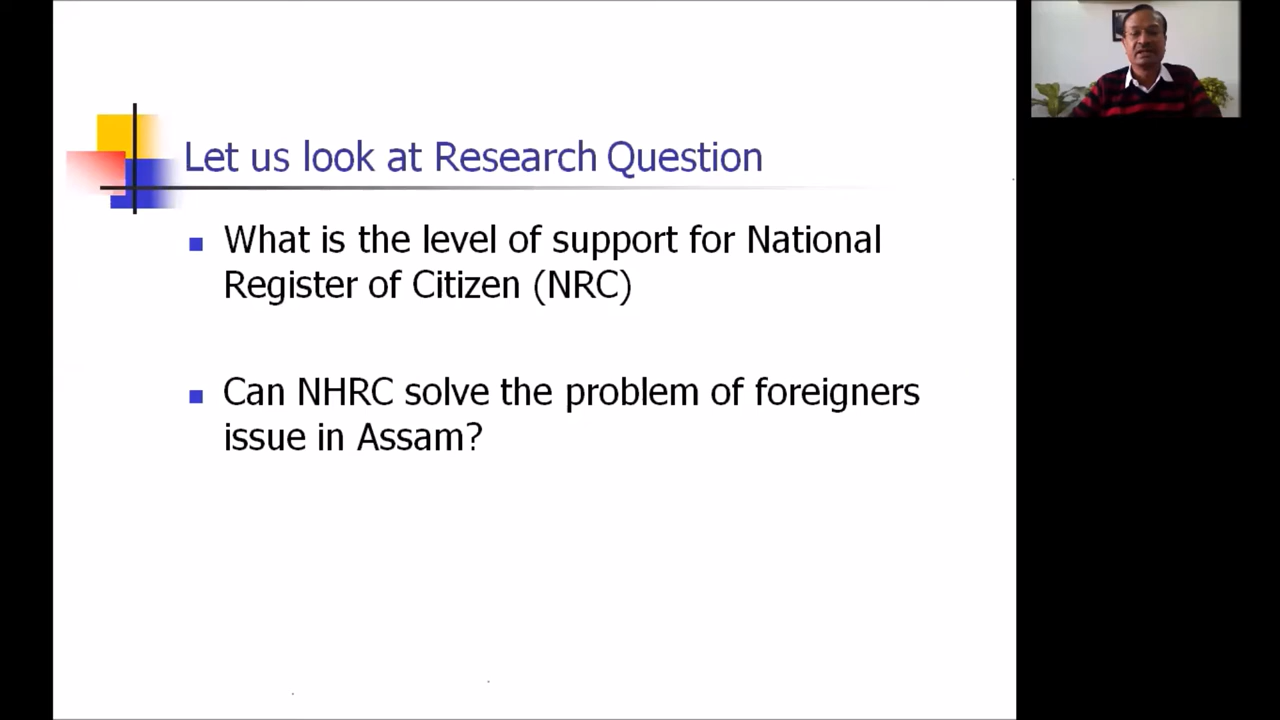 Let us look at Research Question
What is the level of support for National
Register of Citizen (NRC)
Can NHRC solve the problem of foreigners
issue in Assam?